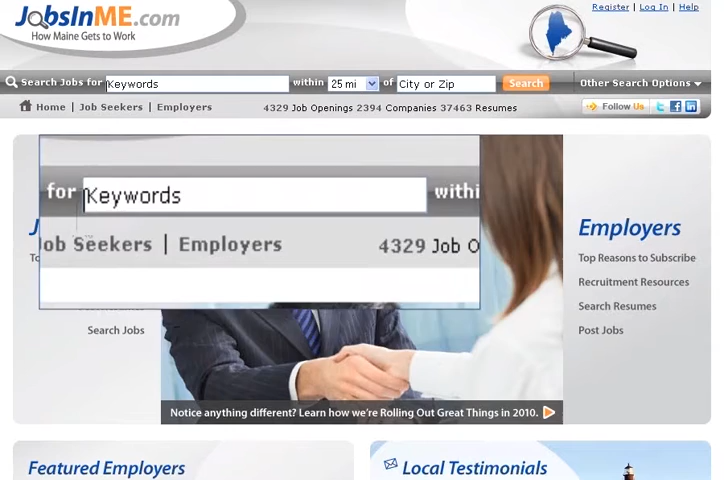 JobsInME.com
How Maine Gets to Work
Register | Log In | Help
Search Jobs for Keywords within 25 mi of City or Zip Search Other Search Options
Home | Job Seekers | Employers 4329 Job Openings 2394 Companies 37463 Resumes Follow Us
for Keywords withi
ob Seekers | Employers 4329 Job O
J
To
Search Jobs
Employers
Top Reasons to Subscribe
Recruitment Resources
Search Resumes
Post Jobs
Notice anything different? Learn how we're Rolling Out Great Things in 2010.
Featured Employers
Local Testimonials